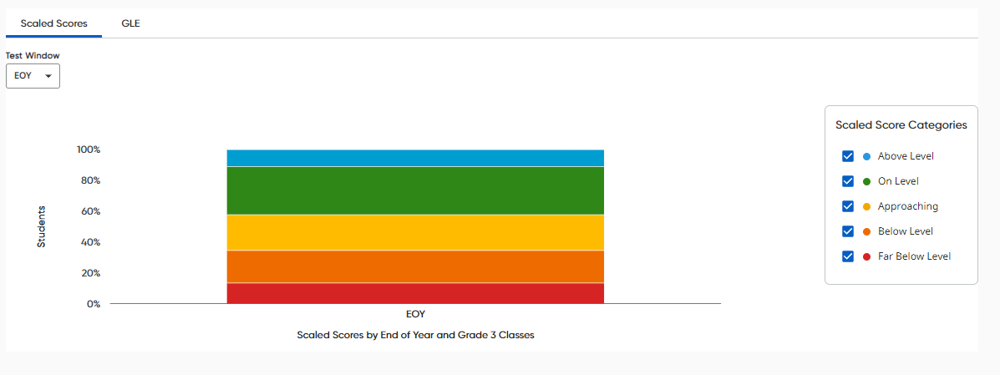 Scaled Scores GLE
Test Window
EOY
Scaled Score Categories
Above Level
On Level
Approaching
Below Level
Far Below Level
100%
80%
60%
40%
20%
0%
Students
EOY
Scaled Scores by End of Year and Grade 3 Classes